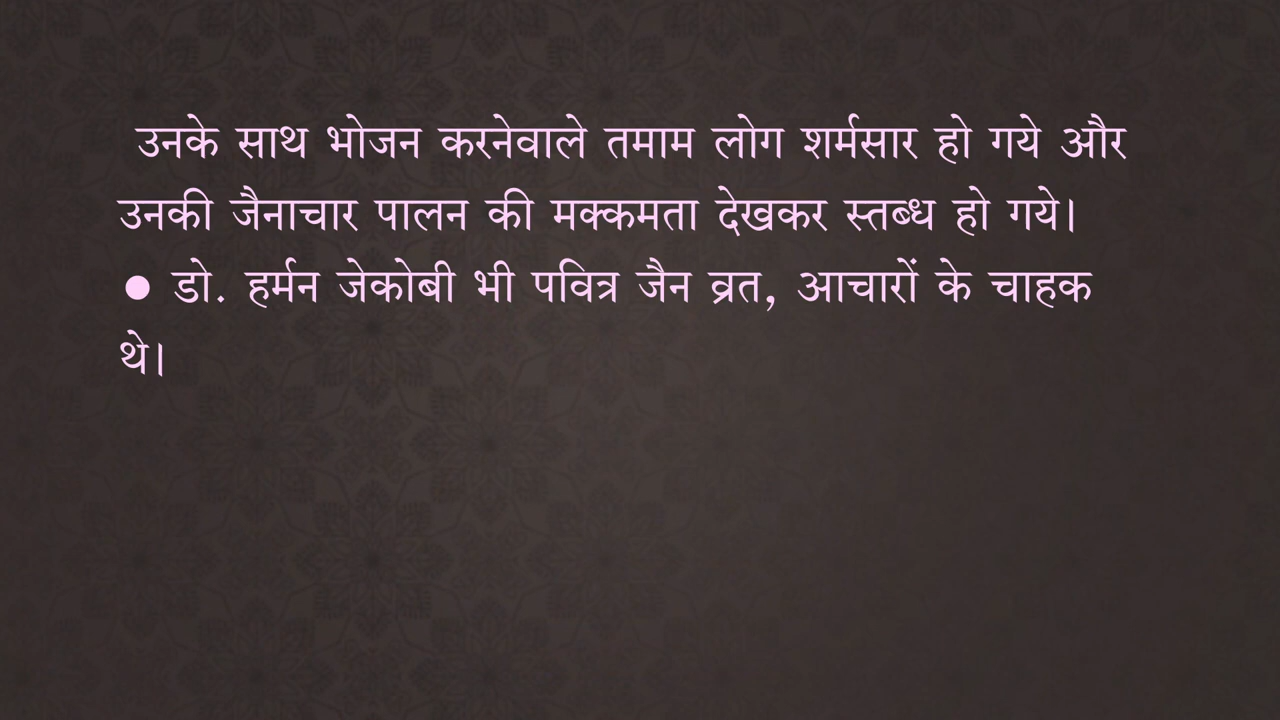 उनके साथ भोजन करनेवाले तमाम लोग शर्मसार हो गये और
उनकी जैनाचार पालन की मक्कमता देखकर स्तब्ध हो गये।
● डो. हर्मन जेकोबी भी पवित्र जैन व्रत, आचारों के चाहक
थे।